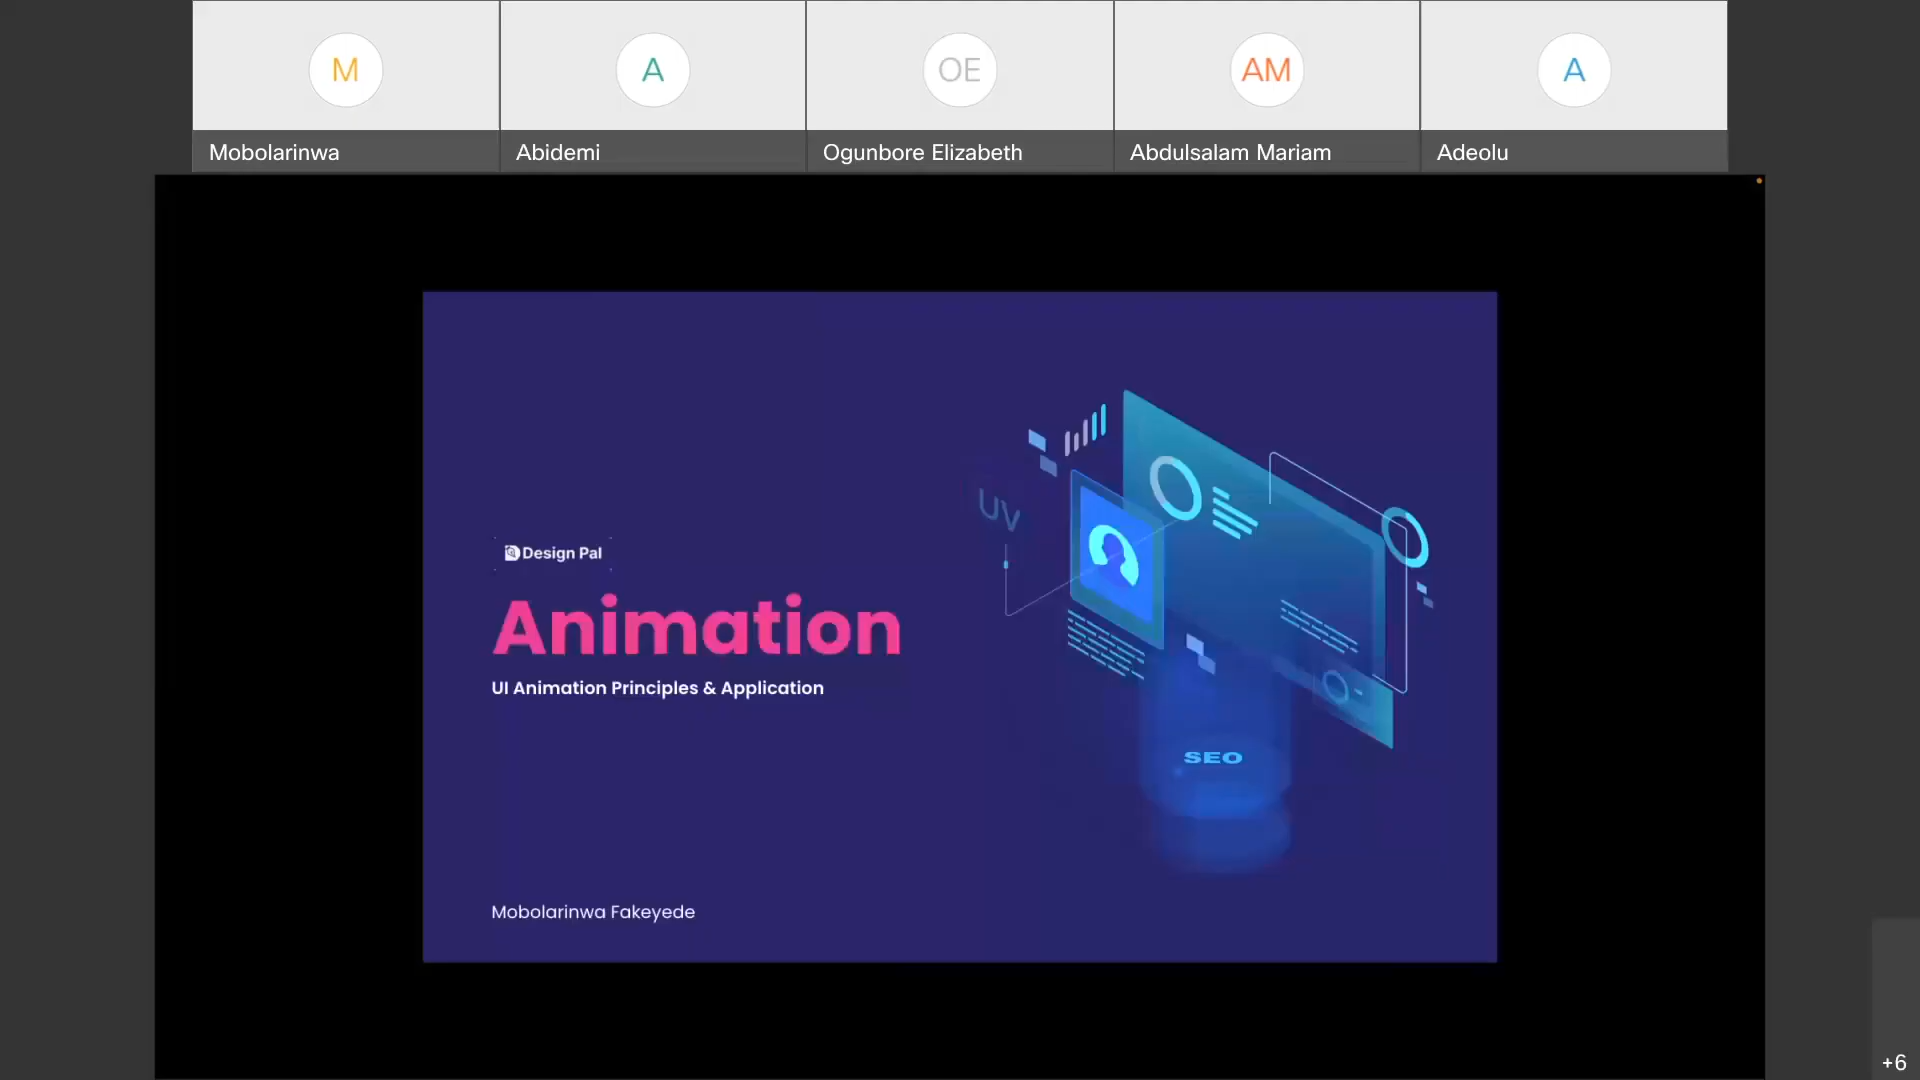 M
A
OE
AM
A
Mobolarinwa
Abidemi
Ogunbore Elizabeth
Abdulsalam Mariam
Adeolu
UV
Design Pal
Animation
UI Animation Principles & Application
SEO
Mobolarinwa Fakeyede
+6